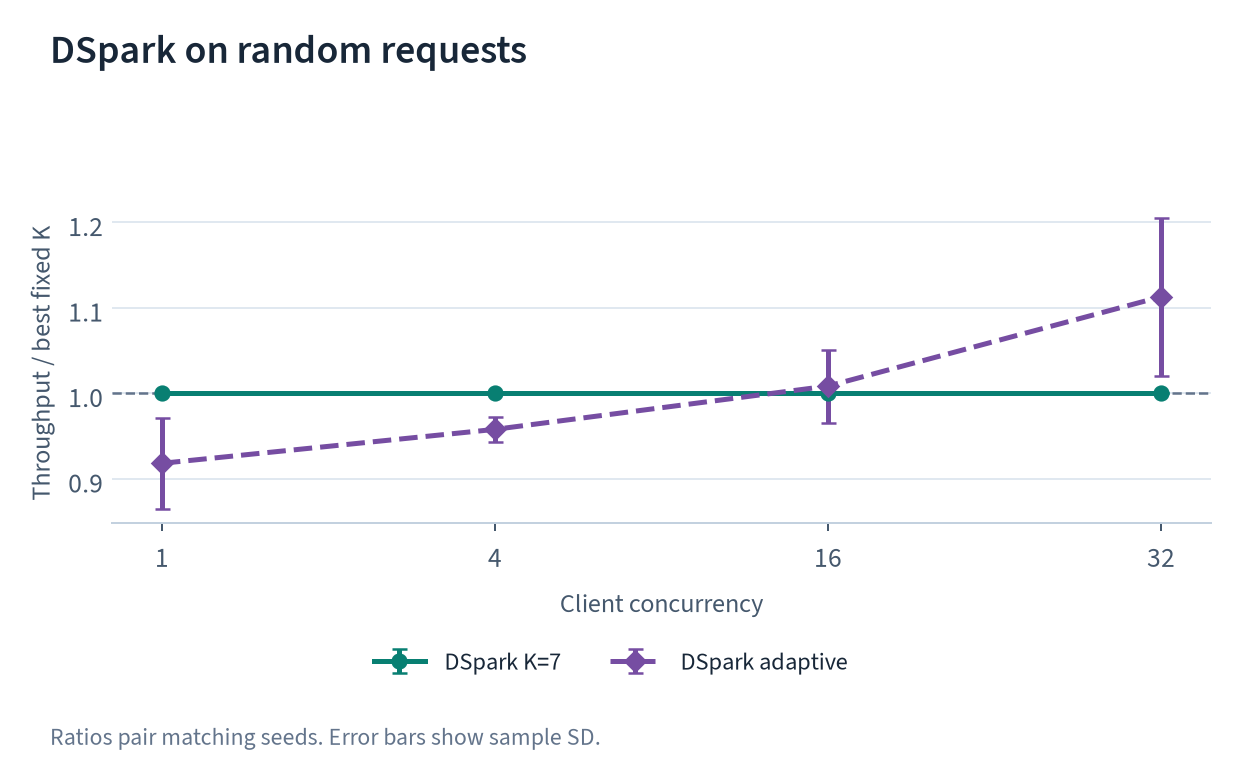 DSpark on random requests
Throughput / best fixed K
1.2
1.1
1.0
0.9
1 4 16 32
Client concurrency
DSpark K=7 DSpark adaptive
Ratios pair matching seeds. Error bars show sample SD.